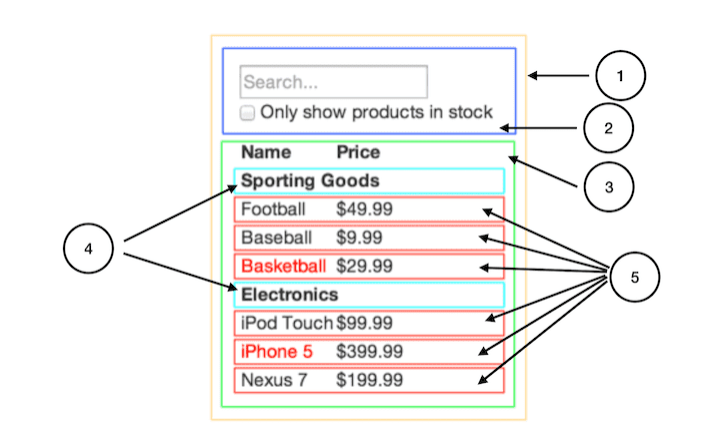 Search...
1
Only show products in stock
2
Name Price
3
Sporting Goods
Football $49.99
Baseball $9.99
4
Basketball $29.99
5
Electronics
iPod Touch $99.99
iPhone 5 $399.99
Nexus 7 $199.99